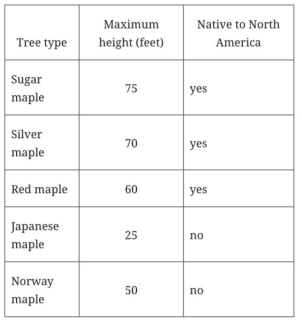 Tree type
Maximum
height (feet)
Native to North
America
Sugar
maple
75
yes
Silver
maple
70
yes
Red maple
60
yes
Japanese
maple
25
no
Norway
maple
50
no